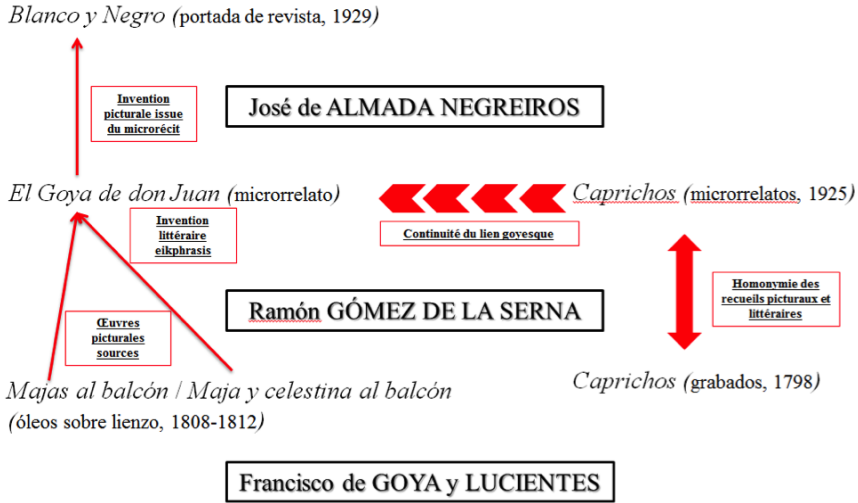 Blanco y Negro (portada de revista, 1929)
Invention
picturale issue
du microrécit
José de ALMADA NEGREIROS
El Goya de don Juan (microrrelato)
Caprichos (microrrelatos, 1925)
Invention
littéraire
eikphrasis
Continuité du lien goyesque
Homonymie des
recueils picturaux et
littéraires
Ramón GÓMEZ DE LA SERNA
Œuvres
picturales
sources
Majas al balcón / Maja y celestina al balcón
(óleos sobre lienzo, 1808-1812)
Caprichos (grabados, 1798)
Francisco de GOYA y LUCIENTES